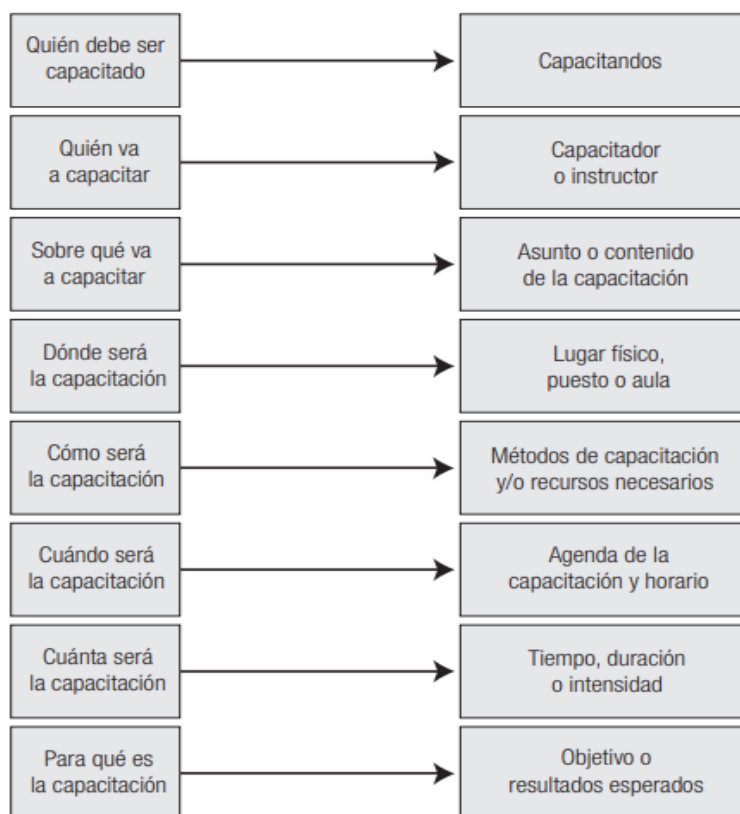 Quién debe ser
capacitado
Capacitandos
Quién va
a capacitar
Capacitador
o instructor
Sobre qué va
a capacitar
Asunto o contenido
de la capacitación
Dónde será
la capacitación
Lugar físico,
puesto o aula
Cómo será
la capacitación
Métodos de capacitación
y/o recursos necesarios
Cuándo será
la capacitación
Agenda de la
capacitación y horario
Cuánta será
la capacitación
Tiempo, duración
o intensidad
Para qué es
la capacitación
Objetivo o
resultados esperados